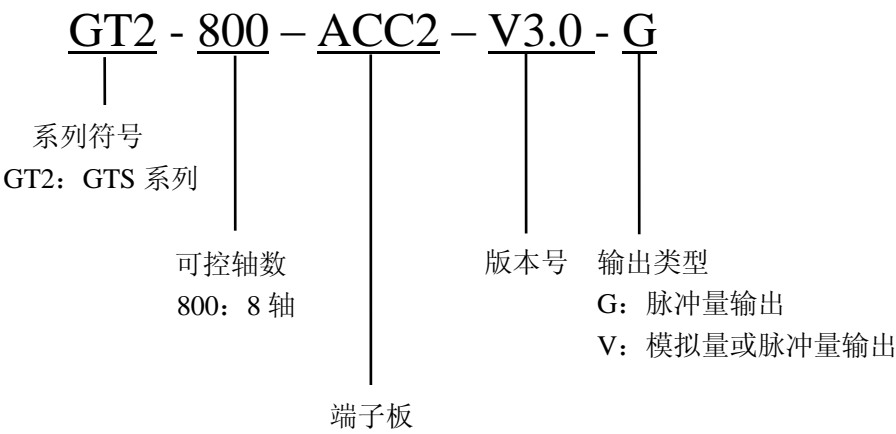 GT2 - 800 – ACC2 – V3.0 - G
系列符号
GT2：GTS 系列
可控轴数
800：8 轴
版本号
输出类型
G：脉冲量输出
V：模拟量或脉冲量输出
端子板